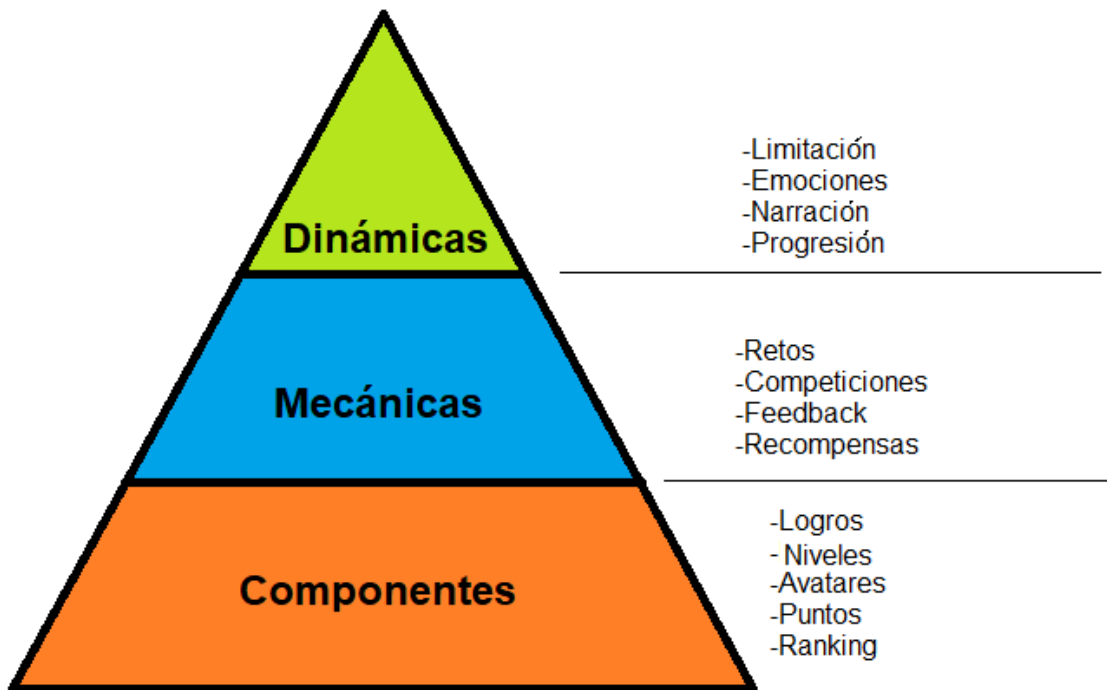 -Limitación
-Emociones
-Narración
-Progresión
Dinámicas
-Retos
-Competiciones
-Feedback
-Recompensas
Mecánicas
-Logros
- Niveles
-Avatares
-Puntos
-Ranking
Componentes